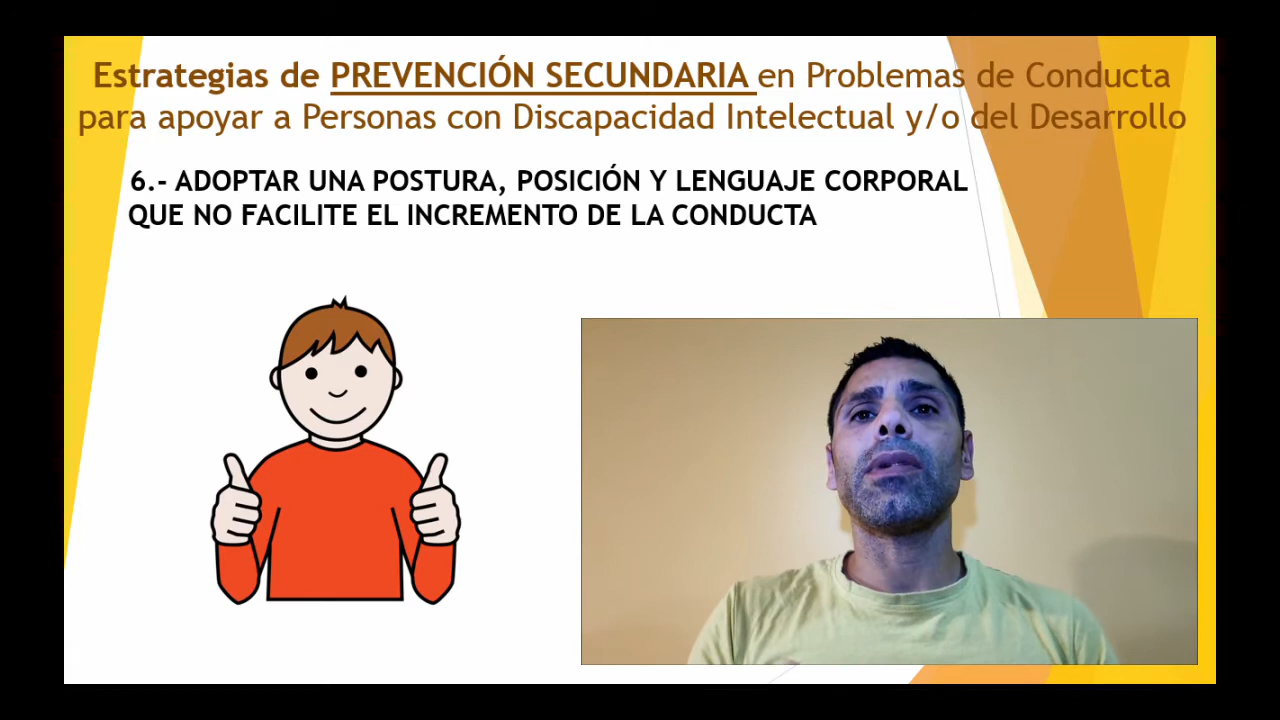 Estrategias de PREVENCIÓN SECUNDARIA en Problemas de Conducta
para apoyar a Personas con Discapacidad Intelectual y/o del Desarrollo
6.- ADOPTAR UNA POSTURA, POSICIÓN Y LENGUAJE CORPORAL
QUE NO FACILITE EL INCREMENTO DE LA CONDUCTA